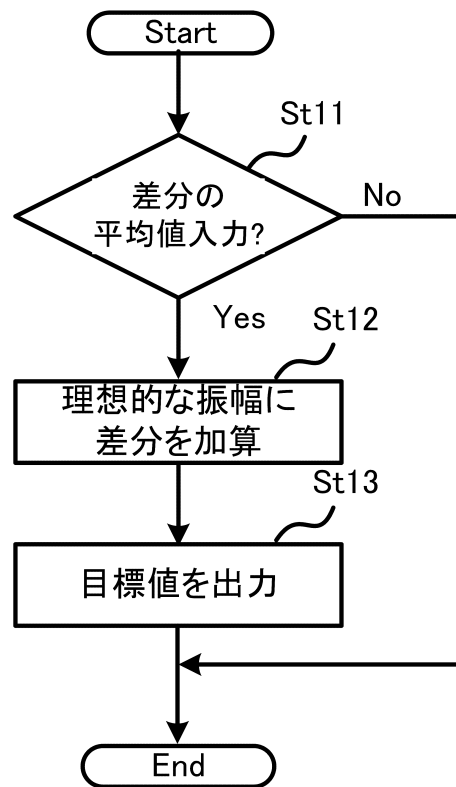 Start
St11
差分の
平均値入力?
No
Yes
St12
理想的な振幅に
差分を加算
St13
目標値を出力
End